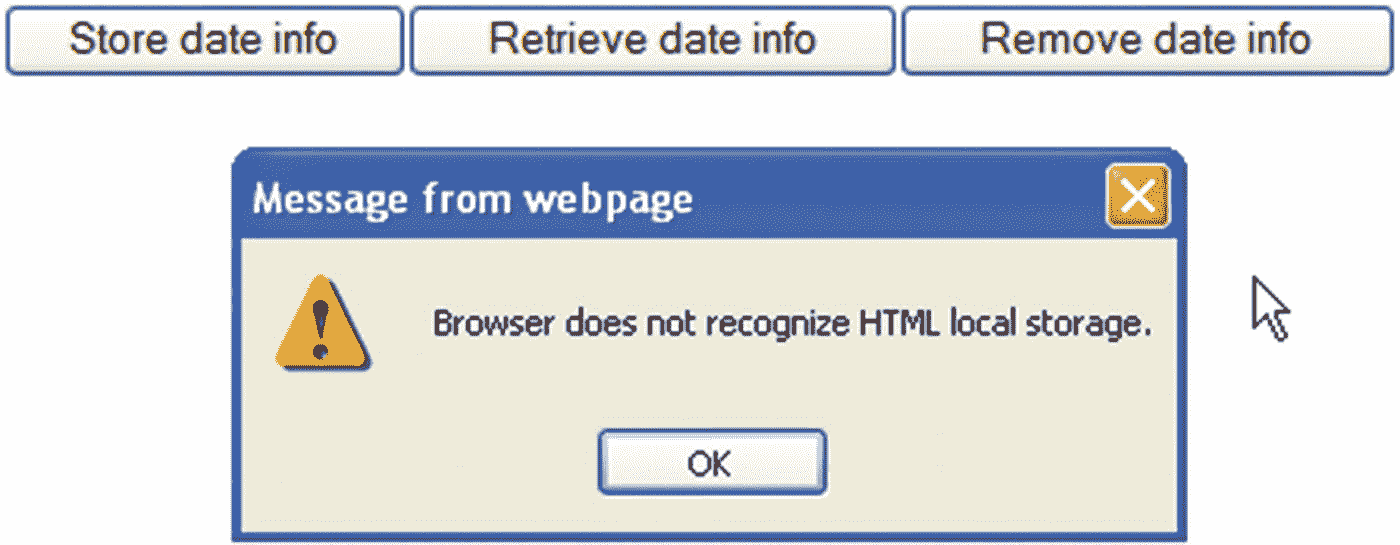 Store date info Retrieve date info Remove date info
Message from webpage
Browser does not recognize HTML local storage.
OK